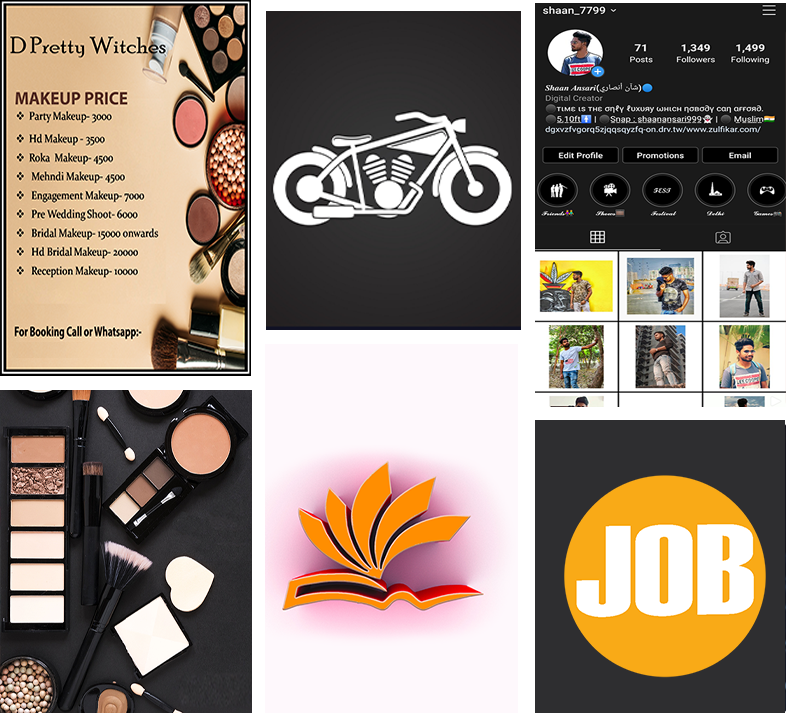 D Pretty Witches
MAKEUP PRICE
❖ Party Makeup- 3000
❖ Hd Makeup - 3500
❖ Roka Makeup- 4500
❖ Mehndi Makeup- 4500
❖ Engagement Makeup- 7000
❖ Pre Wedding Shoot- 6000
❖ Bridal Makeup- 15000 onwards
❖ Hd Bridal Makeup- 20000
❖ Reception Makeup- 10000
For Booking Call or Whatsapp:-
shaan_7799
71 1,349 1,499
Posts Followers Following
Shaan Ansari(شان أنصاري)
Digital Creator
⚫TIME IS THE ONLY LUXURY WHICH NOBODY CAN AFFORD.
⚫5.10ft🚹 | ⚫Snap : shaanansari999👻 | ⚫Muslim🇮🇳
dgxvzfvgorq5zjqqsqyzfq-on.drv.tw/www.zulfikar.com/
Edit Profile Promotions Email
FEST
Friends Shows Festival Delhi Games
JOB